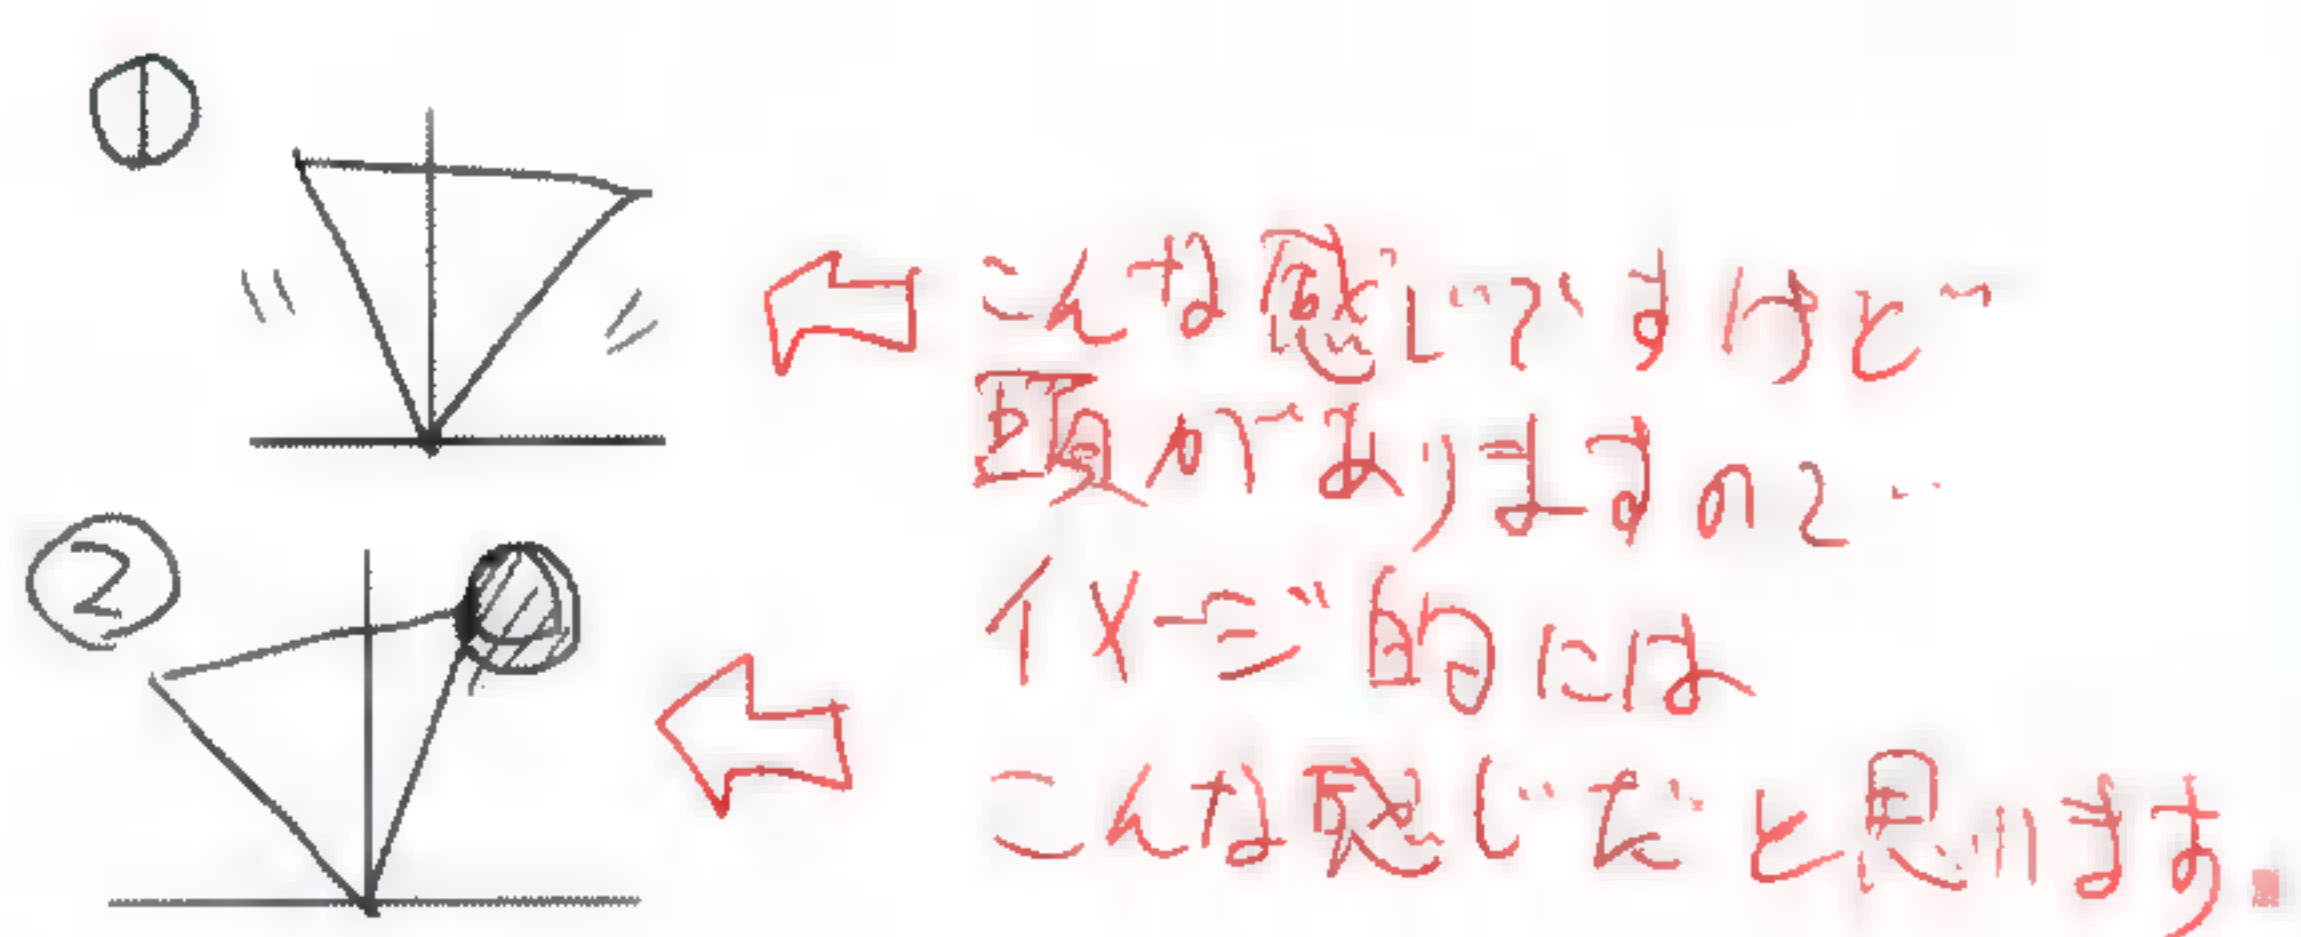 ①
こんな感じですけど
頭がありますので
②
イメージ的には
こんな感じだと思います.